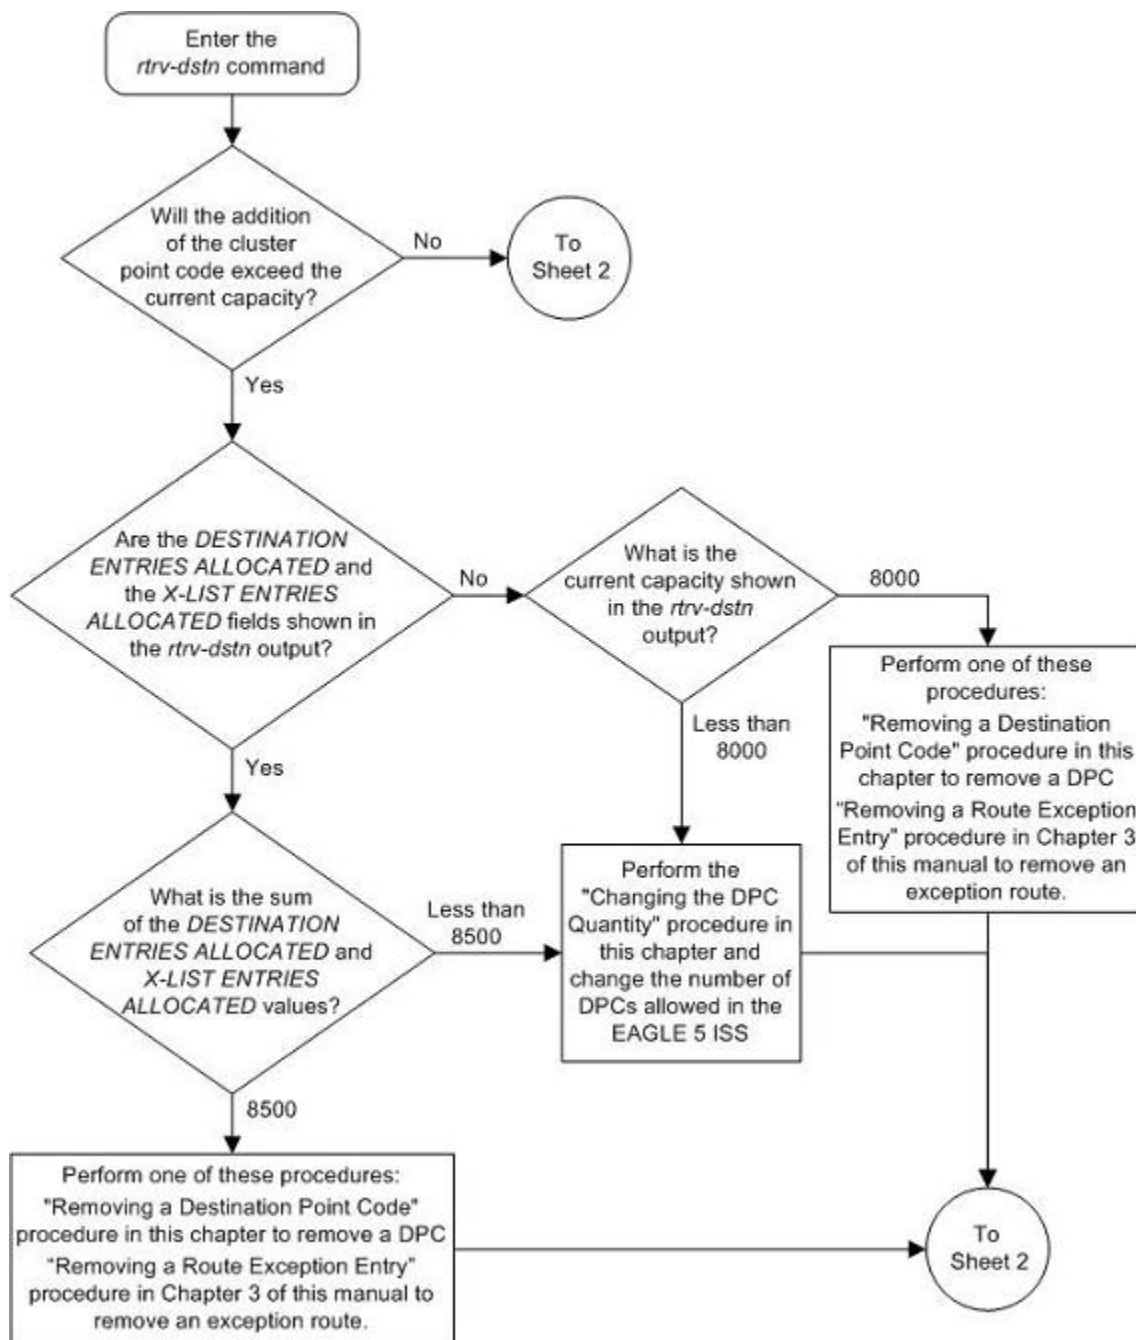 Enter the
rtrv-dstn command
Will the addition
of the cluster
point code exceed the
current capacity?
No
To
Sheet 2
Yes
Are the DESTINATION
ENTRIES ALLOCATED and
the X-LIST ENTRIES
ALLOCATED fields shown in
the rtrv-dstn output?
No
What is the
current capacity shown
in the rtrv-dstn
output?
8000
Perform one of these
procedures:
"Removing a Destination
Point Code" procedure in this
chapter to remove a DPC
"Removing a Route Exception
Entry" procedure in Chapter 3
of this manual to remove an
exception route.
Less than
8000
Yes
What is the sum
of the DESTINATION
ENTRIES ALLOCATED and
X-LIST ENTRIES
ALLOCATED values?
Less than
8500
Perform the
"Changing the DPC
Quantity" procedure in
this chapter and
change the number of
DPCs allowed in the
EAGLE 5 ISS
8500
Perform one of these procedures:
"Removing a Destination Point Code"
procedure in this chapter to remove a DPC
"Removing a Route Exception Entry"
procedure in Chapter 3 of this manual to
remove an exception route.
To
Sheet 2